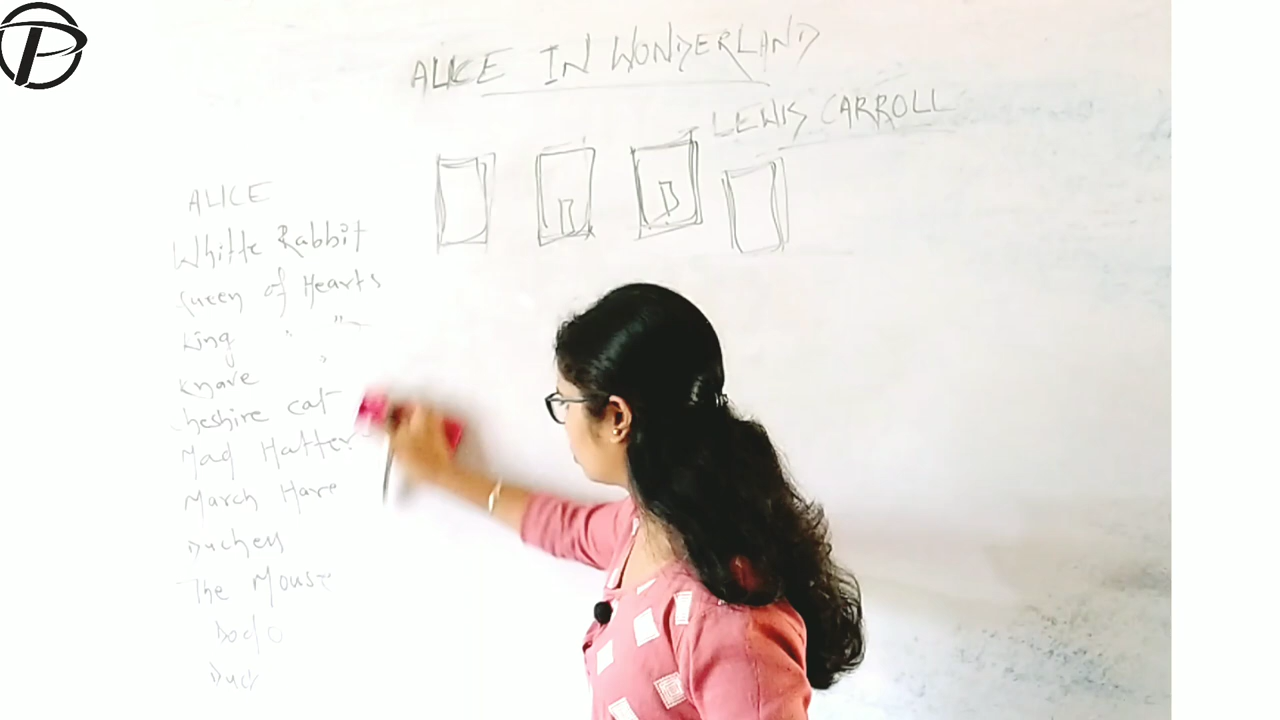 ALICE IN WONDERLAND
LEWIS CARROLL
ALICE
White Rabbit
Queen of Hearts
King " "
Knave "
heshire cat
Mad Hatter
March Hare
Duchess
The Mouse
Dodo